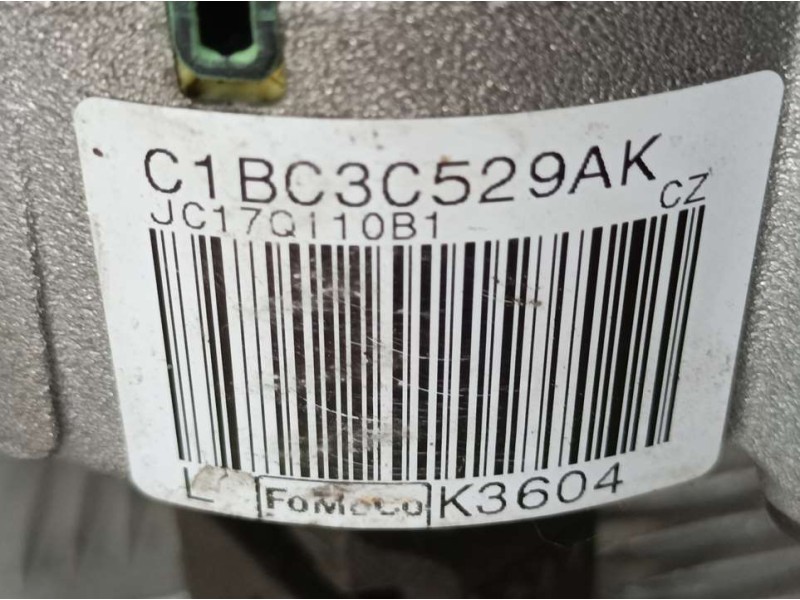 C1BC3C529AK
CZ
JC17Q110B1
L FoMoCo K3604